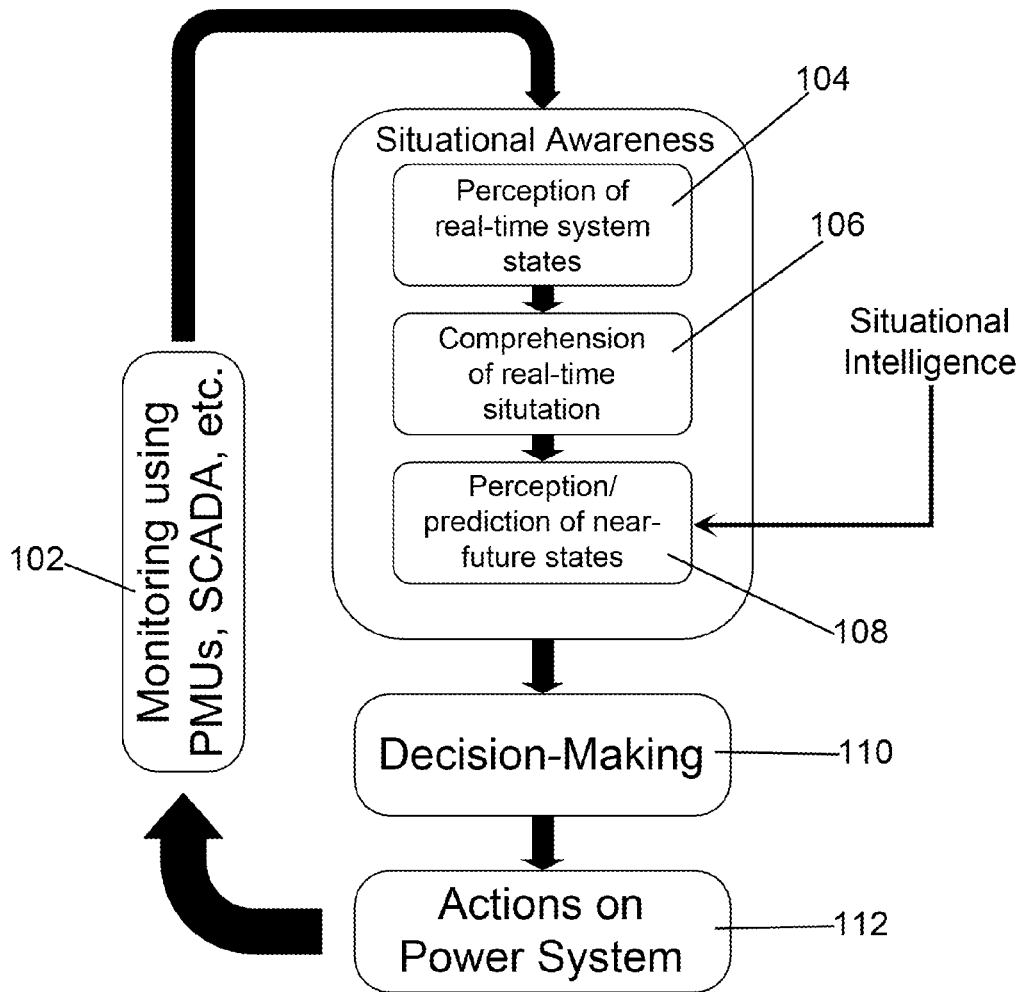 104
Situational Awareness
Perception of
real-time system
states
106
Comprehension
of real-time
situtation
Situational
Intelligence
Perception/
prediction of near-
future states
108
102
Monitoring using
PMUs, SCADA, etc.
Decision-Making
110
Actions on
Power System
112